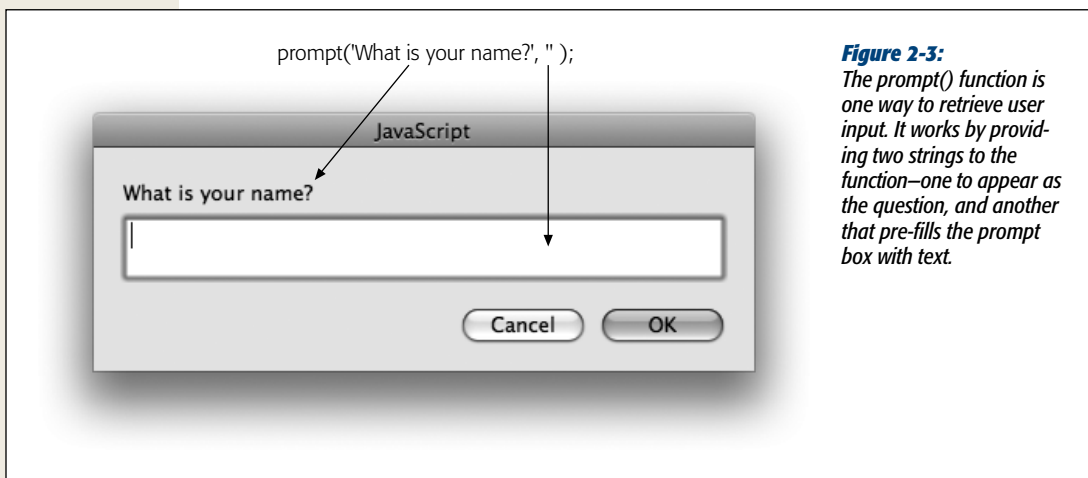 prompt('What is your name?', '' );
JavaScript
What is your name?
Cancel
OK
Figure 2-3:
The prompt() function is
one way to retrieve user
input. It works by provid-
ing two strings to the
function—one to appear as
the question, and another
that pre-fills the prompt
box with text.